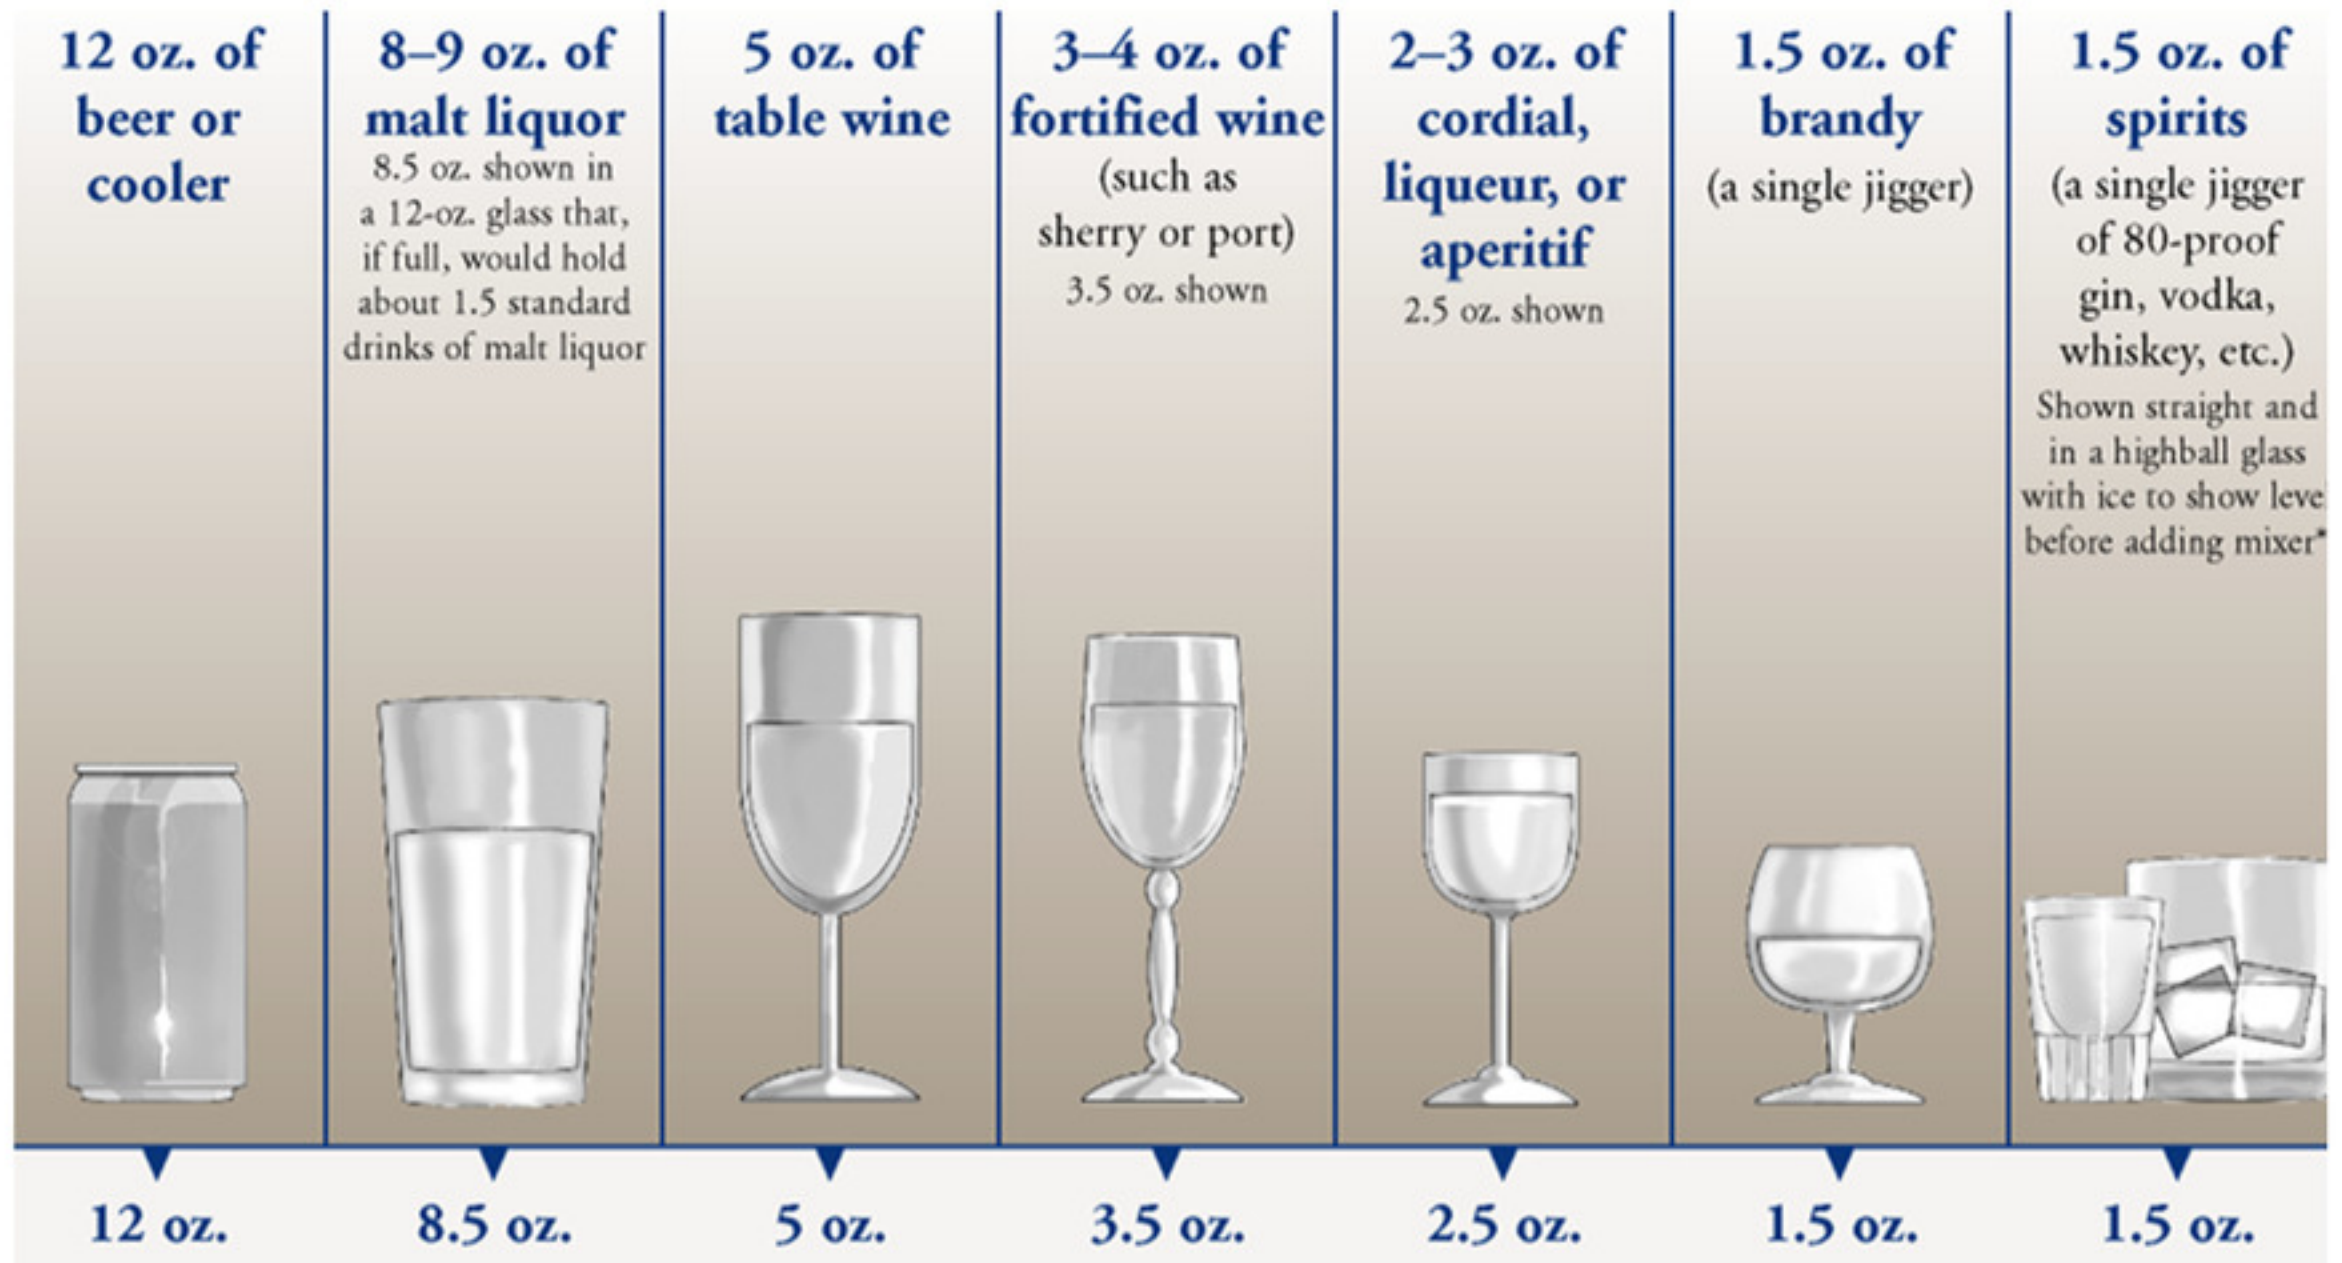 12 oz. of
beer or
cooler
8–9 oz. of
malt liquor
8.5 oz. shown in
a 12-oz. glass that,
if full, would hold
about 1.5 standard
drinks of malt liquor
5 oz. of
table wine
3–4 oz. of
fortified wine
(such as
sherry or port)
3.5 oz. shown
2–3 oz. of
cordial,
liqueur, or
aperitif
2.5 oz. shown
1.5 oz. of
brandy
(a single jigger)
1.5 oz. of
spirits
(a single jigger
of 80-proof
gin, vodka,
whiskey, etc.)
Shown straight and
in a highball glass
with ice to show leve
before adding mixer*
12 oz.
8.5 oz.
5 oz.
3.5 oz.
2.5 oz.
1.5 oz.
1.5 oz.